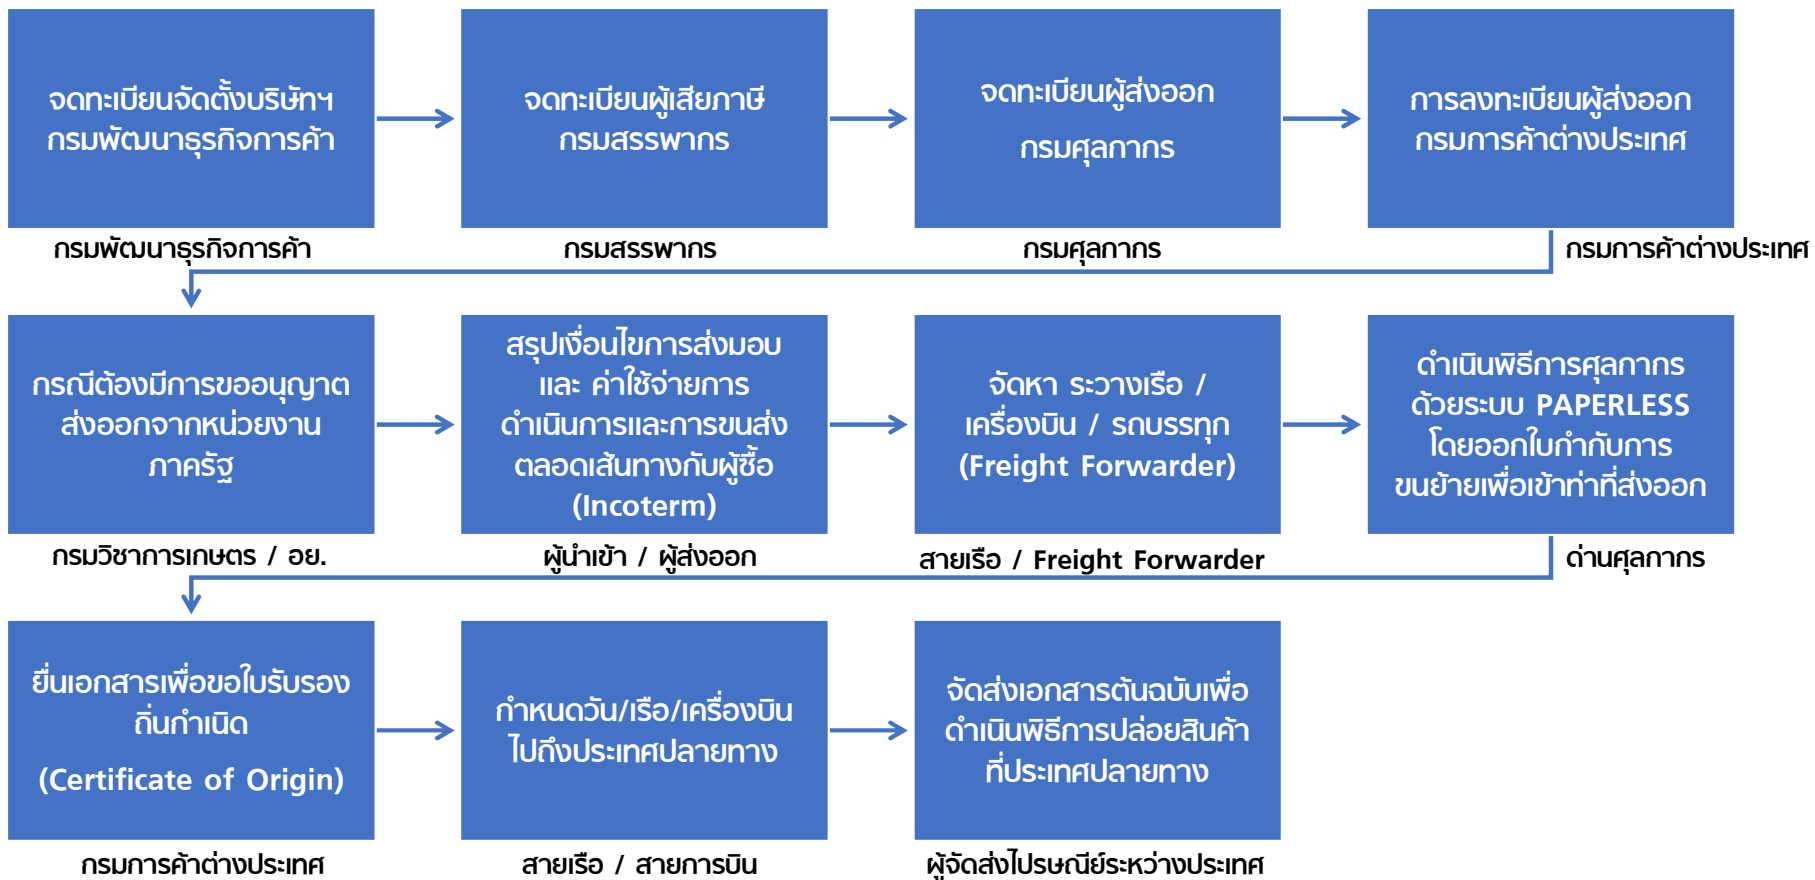 จดทะเบียนจัดตั้งบริษัทฯ
กรมพัฒนาธุรกิจการค้า
กรมพัฒนาธุรกิจการค้า
จดทะเบียนผู้เสียภาษี
กรมสรรพากร
กรมสรรพากร
จดทะเบียนผู้ส่งออก
กรมศุลกากร
กรมศุลกากร
การลงทะเบียนผู้ส่งออก
กรมการค้าต่างประเทศ
กรมการค้าต่างประเทศ
กรณีต้องมีการขออนุญาต
ส่งออกจากหน่วยงาน
ภาครัฐ
กรมวิชาการเกษตร / อย.
สรุปเงื่อนไขการส่งมอบ
และ ค่าใช้จ่ายการ
ดำเนินการและการขนส่ง
ตลอดเส้นทางกับผู้ซื้อ
(Incoterm)
ผู้นำเข้า / ผู้ส่งออก
จัดหา ระวางเรือ /
เครื่องบิน / รถบรรทุก
(Freight Forwarder)
สายเรือ / Freight Forwarder
ดำเนินพิธีการศุลกากร
ด้วยระบบ PAPERLESS
โดยออกใบกำกับการ
ขนย้ายเพื่อเข้าท่าที่ส่งออก
ด่านศุลกากร
ยื่นเอกสารเพื่อขอใบรับรอง
ถิ่นกำเนิด
(Certificate of Origin)
กรมการค้าต่างประเทศ
กำหนดวัน/เรือ/เครื่องบิน
ไปถึงประเทศปลายทาง
สายเรือ / สายการบิน
จัดส่งเอกสารต้นฉบับเพื่อ
ดำเนินพิธีการปล่อยสินค้า
ที่ประเทศปลายทาง
ผู้จัดส่งไปรษณีย์ระหว่างประเทศ